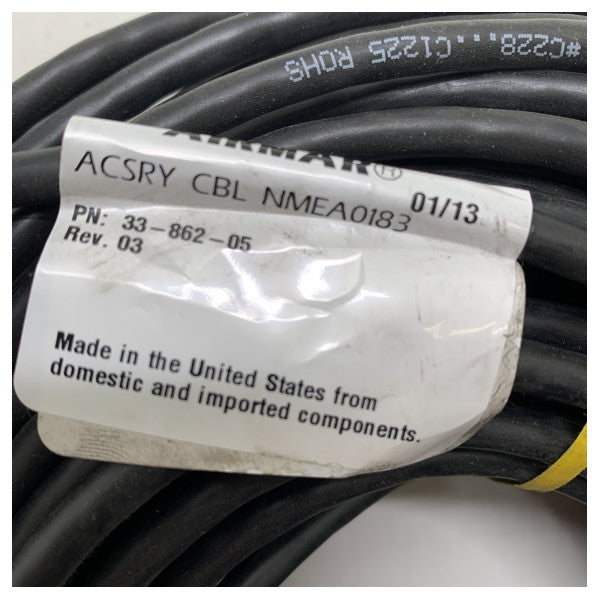 #C228...C1225 ROHS
AIRMAR®
ACSRY CBL NMEA0183 01/13
PN: 33-862-05
Rev. 03
Made in the United States from
domestic and imported components.